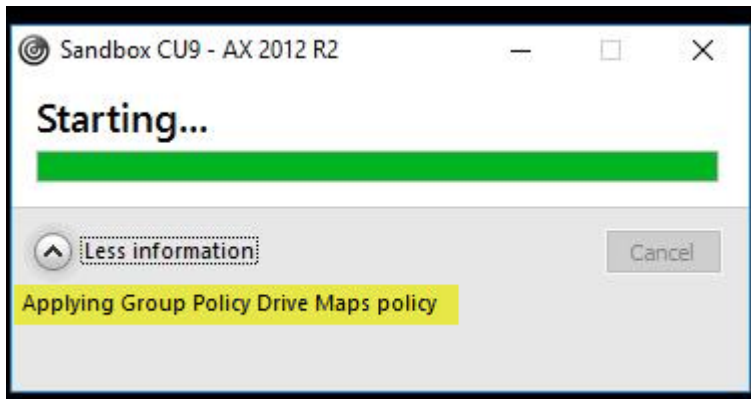 Sandbox CU9 - AX 2012 R2
Starting...
Less information
Cancel
Applying Group Policy Drive Maps policy